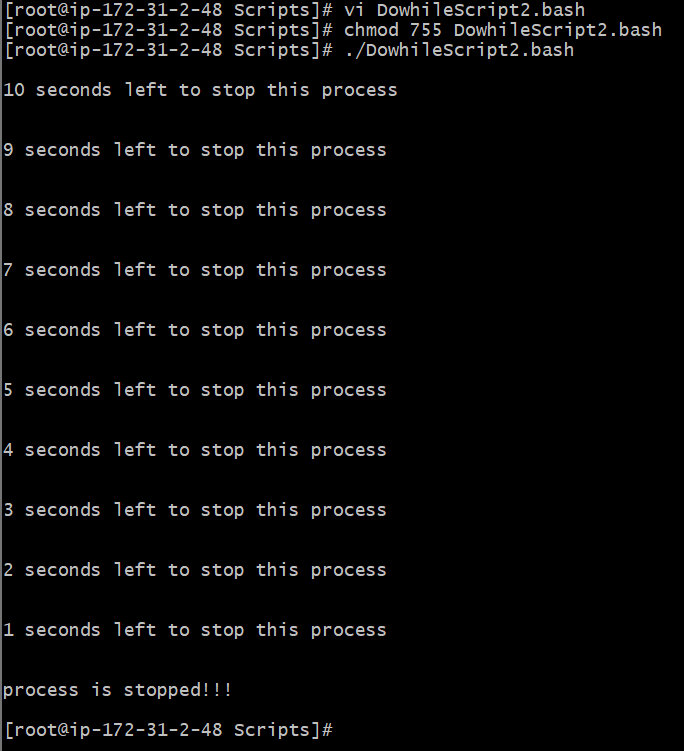 [root@ip-172-31-2-48 Scripts]# vi DowhileScript2.bash
[root@ip-172-31-2-48 Scripts]# chmod 755 DowhileScript2.bash
[root@ip-172-31-2-48 Scripts]# ./DowhileScript2.bash
10 seconds left to stop this process
9 seconds left to stop this process
8 seconds left to stop this process
7 seconds left to stop this process
6 seconds left to stop this process
5 seconds left to stop this process
4 seconds left to stop this process
3 seconds left to stop this process
2 seconds left to stop this process
1 seconds left to stop this process
process is stopped!!!
[root@ip-172-31-2-48 Scripts]#